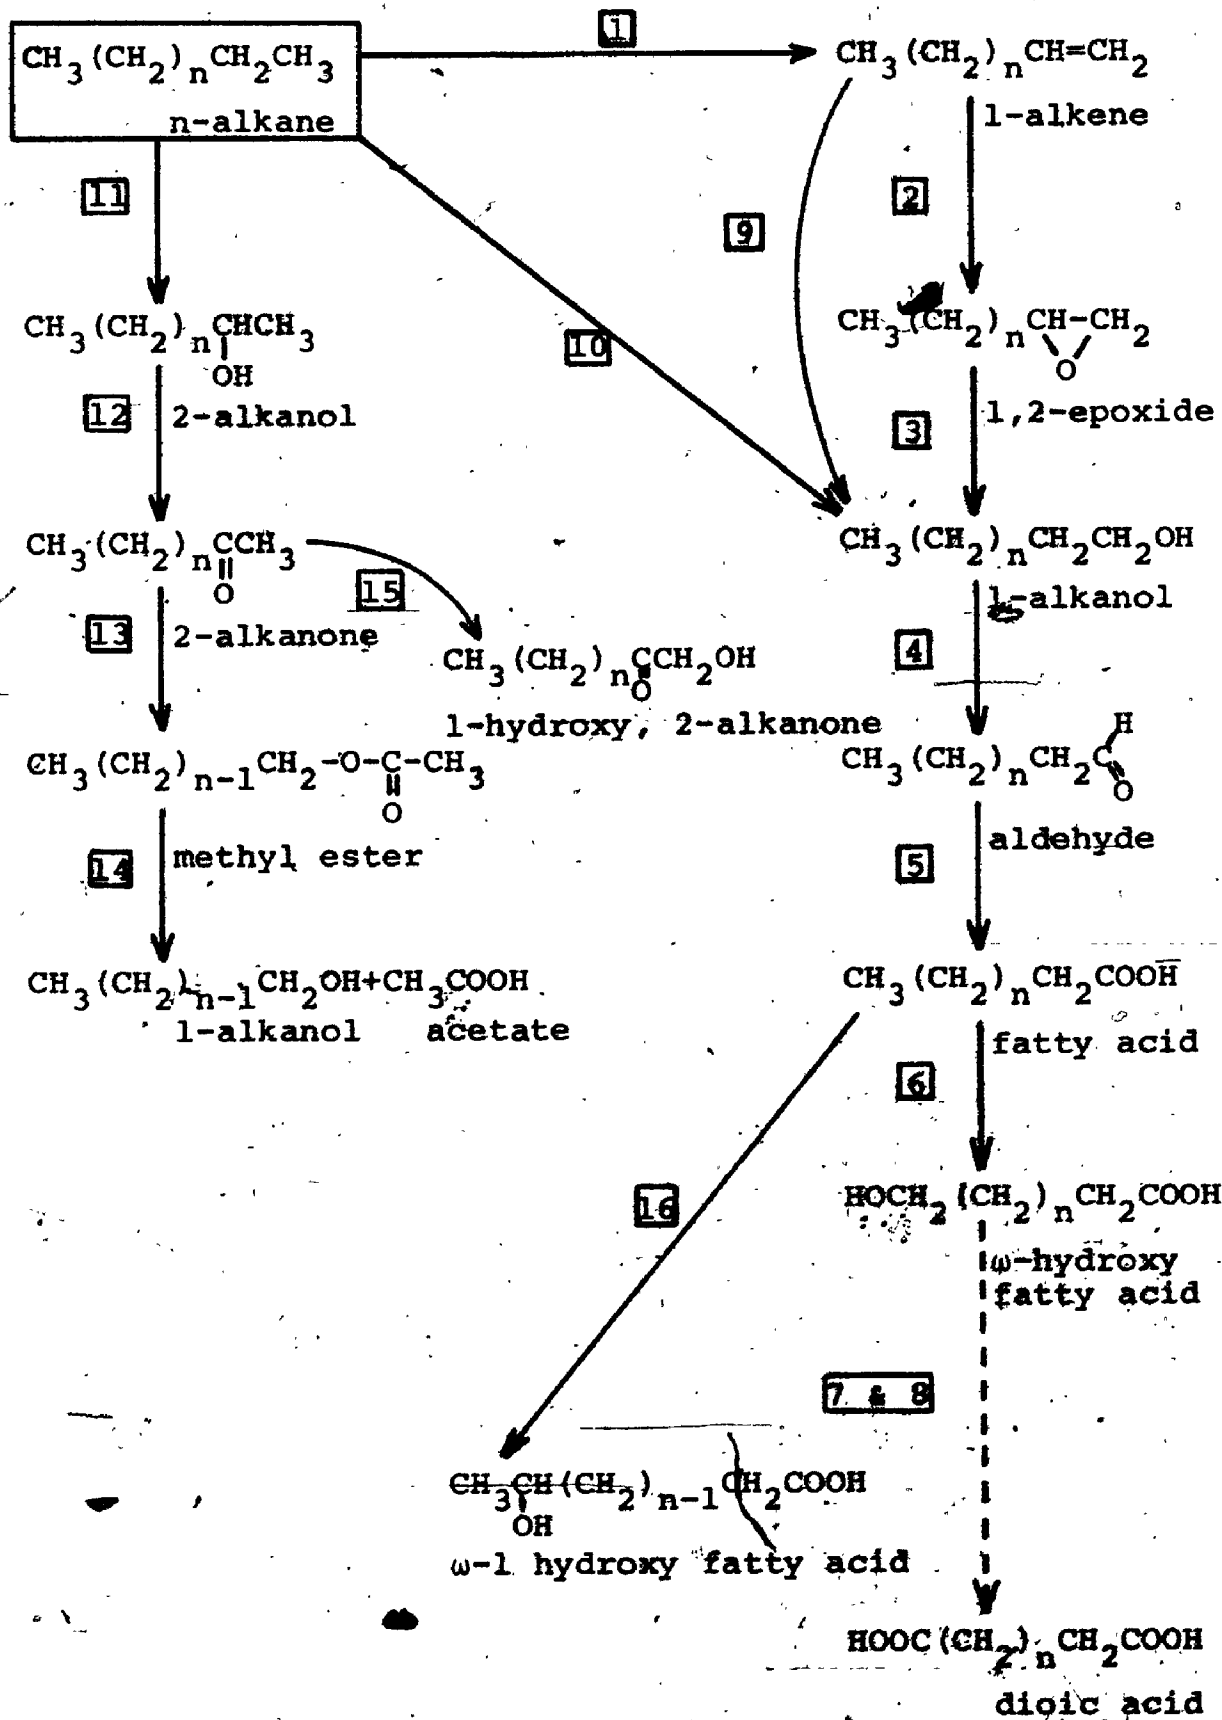 1
CH3(CH2)nCH2CH3
n-alkane
CH3(CH2)nCH=CH2
1-alkene
11
10
9
2
CH3(CH2)nCHCH3
OH
2-alkanol
CH3(CH2)nCH-CH2
O
1,2-epoxide
12
3
CH3(CH2)nCCH3
O
2-alkanone
CH3(CH2)nCH2CH2OH
1-alkanol
15
13
4
CH3(CH2)nCCH2OH
O
1-hydroxy, 2-alkanone
CH3(CH2)n-1CH2-O-C-CH3
O
methyl ester
H
CH3(CH2)nCH2C
O
aldehyde
14
5
CH3(CH2)n-1CH2OH+CH3COOH
1-alkanol acetate
CH3(CH2)nCH2COOH
fatty acid
6
16
HOCH2(CH2)nCH2COOH
ω-hydroxy
fatty acid
7 & 8
CH3CH(CH2)n-1CH2COOH
OH
ω-1 hydroxy fatty acid
HOOC(CH2)nCH2COOH
dioic acid